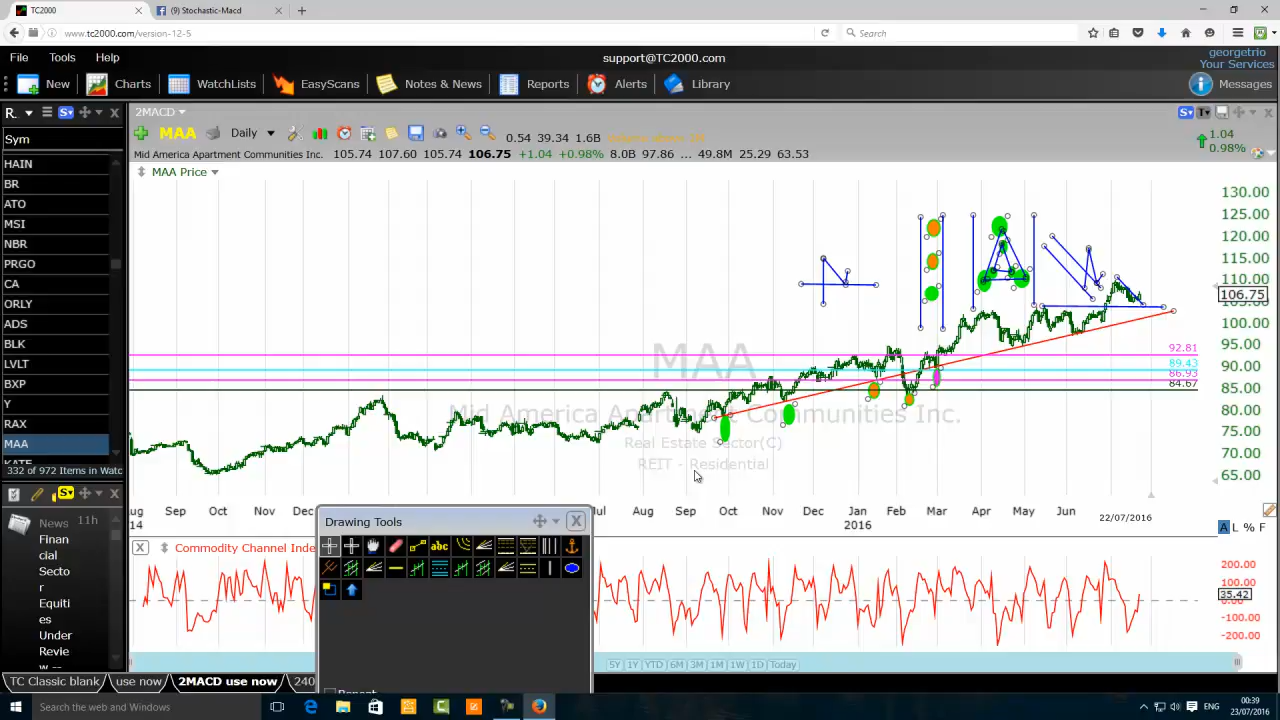 TC2000
(9) Stochastic-Macd
www.tc2000.com/version-12-5
Search
File Tools Help
support@TC2000.com
georgetrio
Your Services
New Charts WatchLists EasyScans Notes & News Reports Alerts Library Messages
R.
2MACD
Sym
MAA Daily 0.54 39.34 1.6B
1.04
0.98%
Mid America Apartment Communities Inc. 105.74 107.60 105.74 106.75 +1.04 +0.98% 8.0B 97.86 ... 49.8M 25.29 63.53
MAA Price
HAIN
BR
ATO
MSI
NBR
PRGO
CA
ORLY
ADS
BLK
LVLT
BXP
Y
RAX
MAA
KATE
332 of 972 Items in Watc
130.00
125.00
120.00
115.00
110.00
106.75
105.00
100.00
95.00
90.00
85.00
80.00
75.00
70.00
65.00
92.81
89.43
86.93
84.67
MAA
Mid America Apartment Communities Inc.
Real Estate Sector(C)
REIT - Residential
Aug Sep Oct Nov Dec Jul Aug Sep Oct Nov Dec Jan Feb Mar Apr May Jun
14 2016 22/07/2016
A L % F
News 11h
Finan
cial
Secto
r
Equiti
es
Under
Revie
w --
Drawing Tools
abc
Repeat
Commodity Channel Inde
200.00
100.00
35.42
0.00
-100.00
-200.00
5Y 1Y YTD 6M 3M 1M 1W 1D Today
TC Classic blank use now 2MACD use now 240
Search the web and Windows
ENG
00:39
23/07/2016